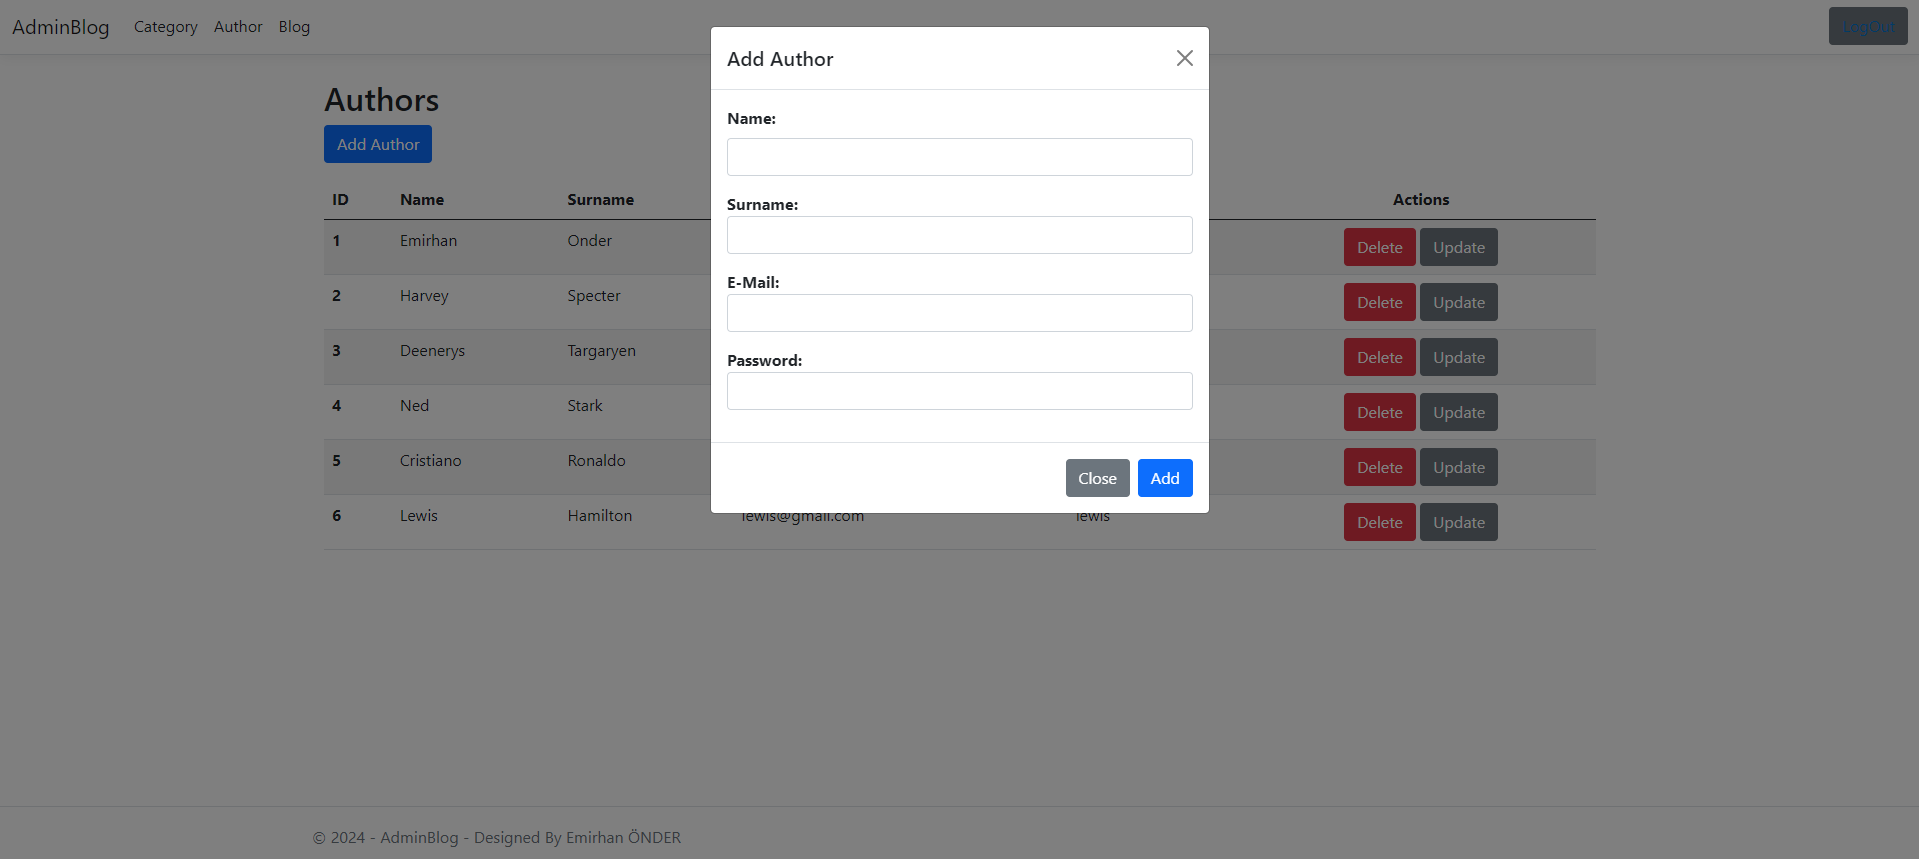 AdminBlog Category Author Blog LogOut
Add Author
Authors
Add Author
Name:
Surname:
E-Mail:
Password:
Close Add
ID Name Surname Actions
1 Emirhan Onder Delete Update
2 Harvey Specter Delete Update
3 Deenerys Targaryen Delete Update
4 Ned Stark Delete Update
5 Cristiano Ronaldo Delete Update
6 Lewis Hamilton lewis@gmail.com lewis Delete Update
© 2024 - AdminBlog - Designed By Emirhan ÖNDER